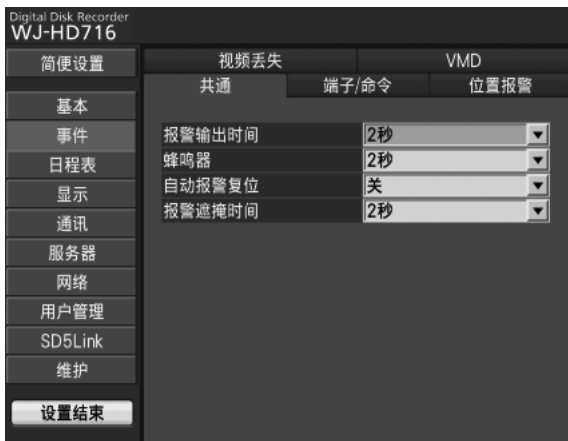 Digital Disk Recorder
WJ-HD716
简便设置
基本
事件
日程表
显示
通讯
服务器
网络
用户管理
SD5Link
维护
设置结束
视频丢失 VMD
共通 端子/命令 位置报警
报警输出时间 2秒
蜂鸣器 2秒
自动报警复位 关
报警遮掩时间 2秒